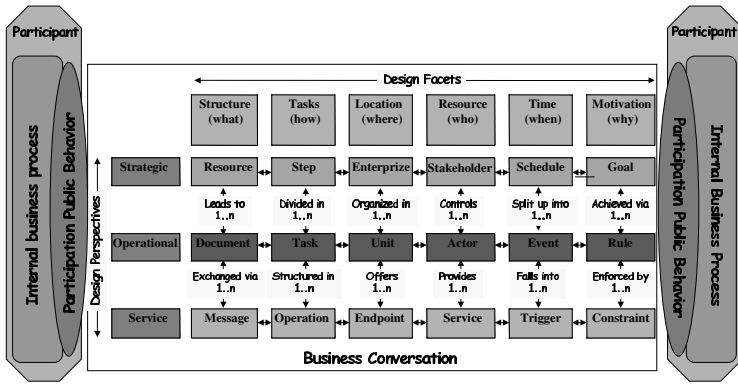 Participant
Internal business process
Participation Public Behavior
Design Facets
Design Perspectives
Structure
(what)
Tasks
(how)
Location
(where)
Resource
(who)
Time
(when)
Motivation
(why)
Strategic
Resource
Step
Enterprize
Stakeholder
Schedule
Goal
Leads to
1..n
Divided in
1..n
Organized in
1..n
Controls
1..n
Split up into
1..n
Achieved via
1..n
Operational
Document
Task
Unit
Actor
Event
Rule
Exchanged via
1..n
Structured in
1..n
Offers
1..n
Provides
1..n
Falls into
1..n
Enforced by
1..n
Service
Message
Operation
Endpoint
Service
Trigger
Constraint
Business Conversation
Participant
Participation Public Behavior
Internal Business Process